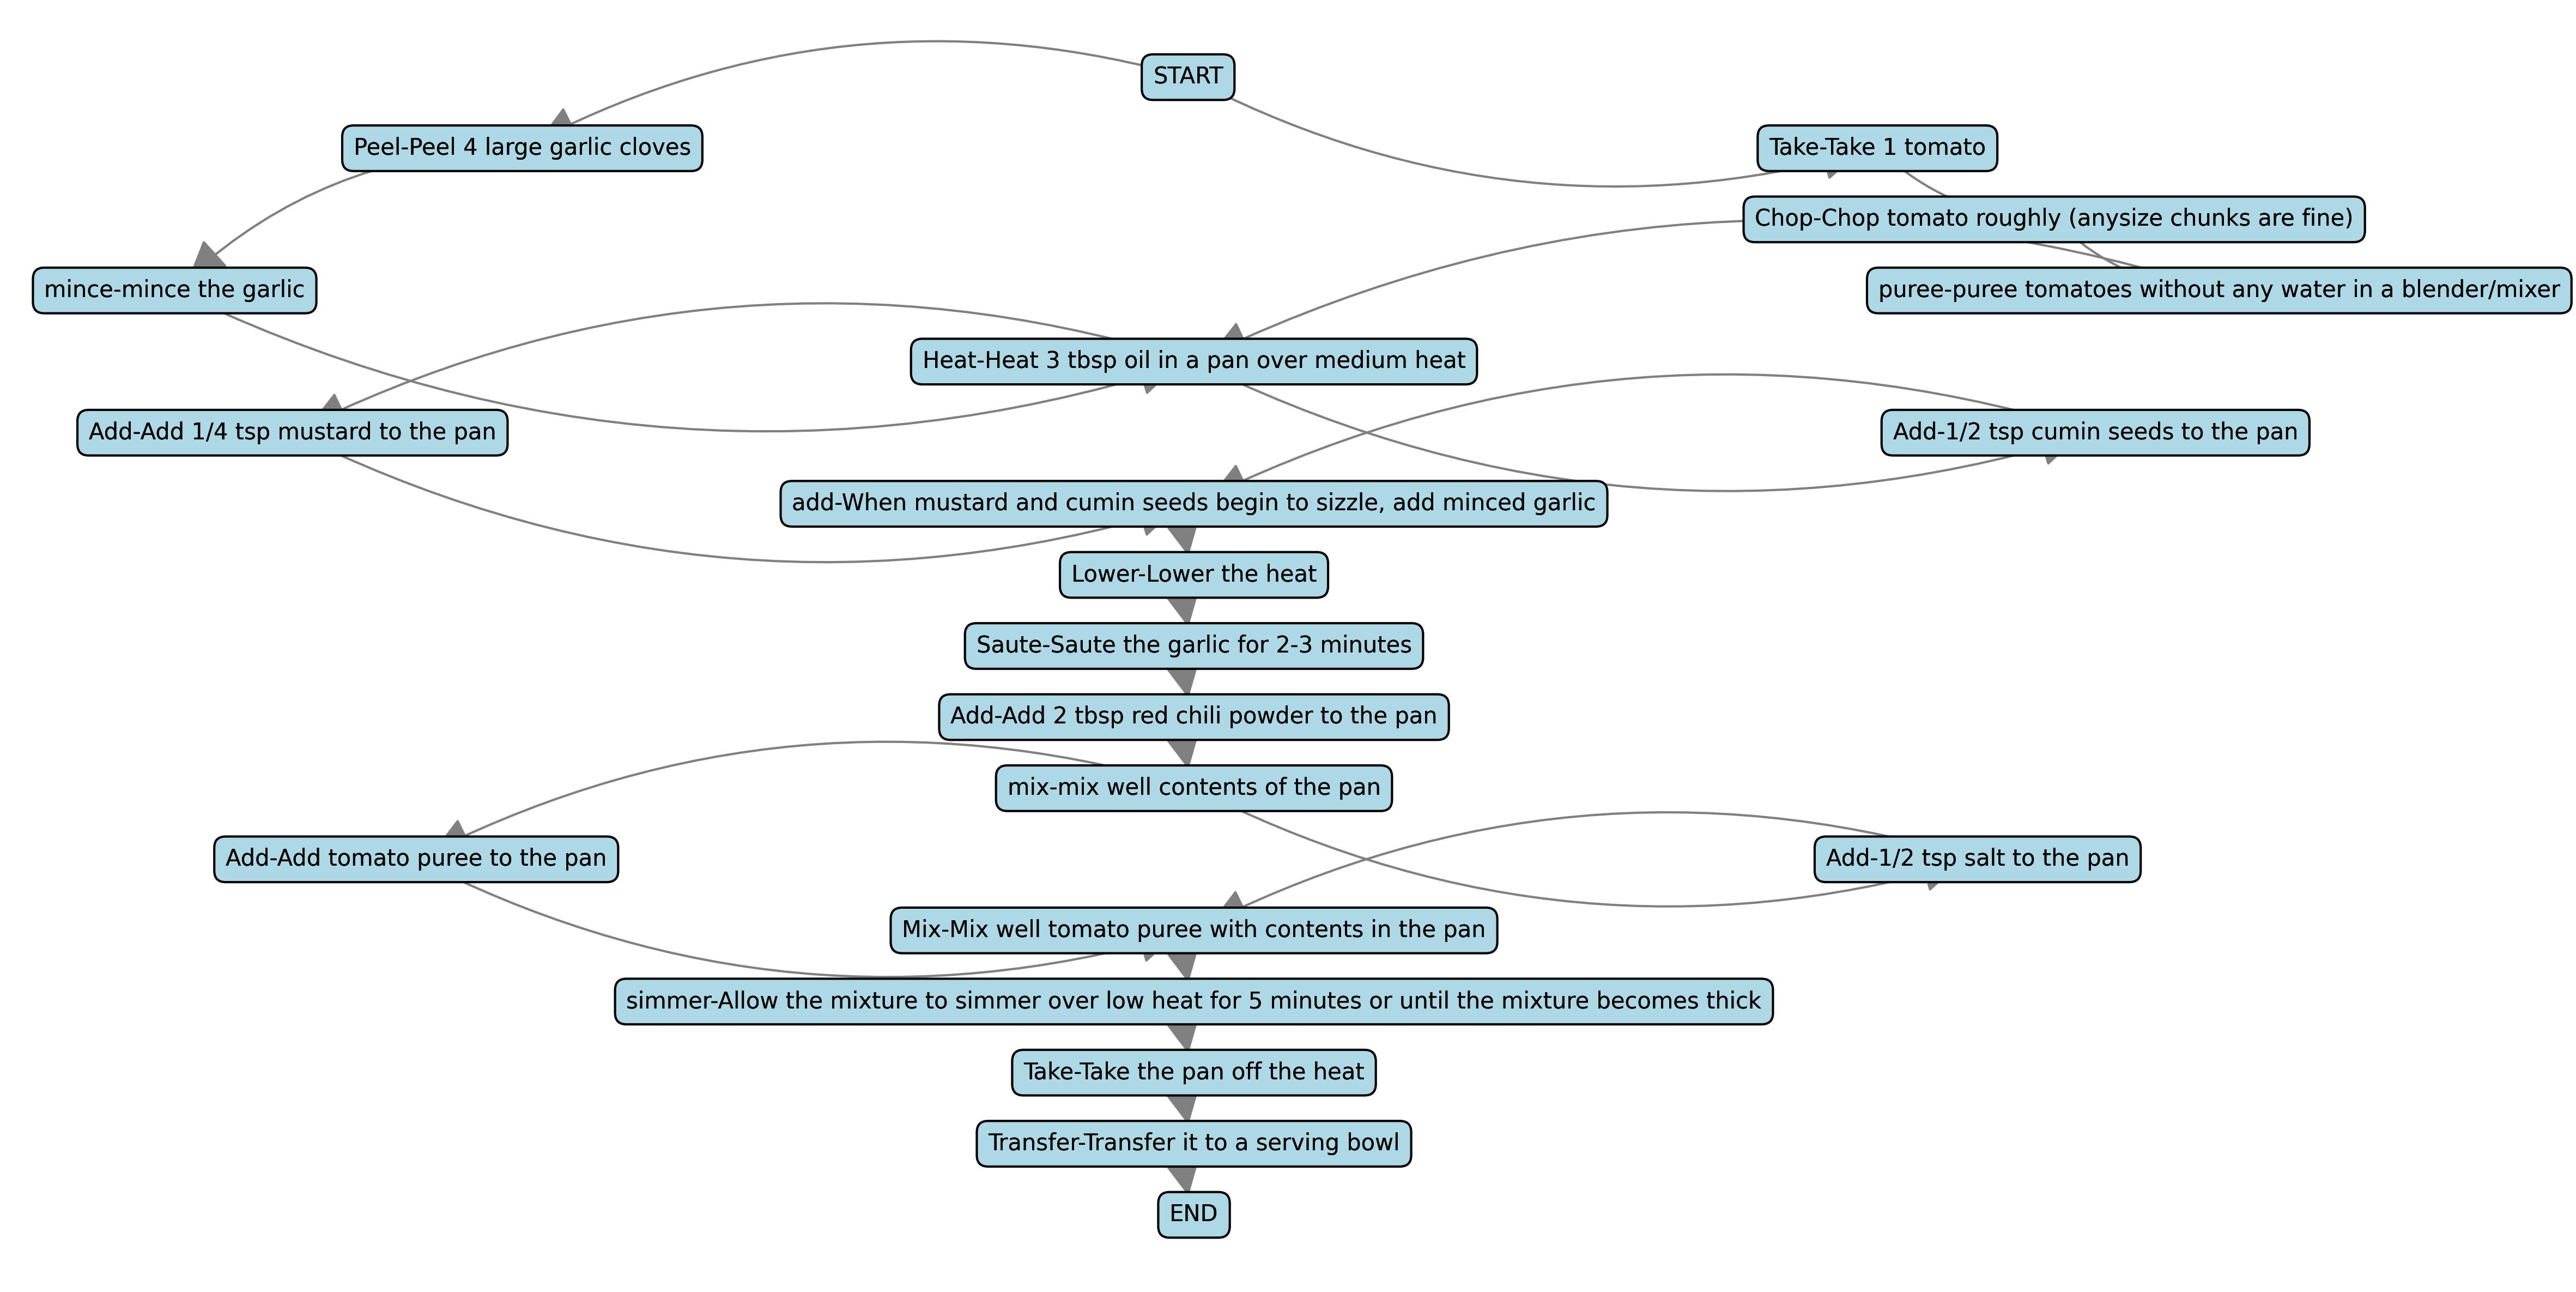 START
Peel-Peel 4 large garlic cloves
Take-Take 1 tomato
Chop-Chop tomato roughly (anysize chunks are fine)
mince-mince the garlic
puree-puree tomatoes without any water in a blender/mixer
Heat-Heat 3 tbsp oil in a pan over medium heat
Add-Add 1/4 tsp mustard to the pan
Add-1/2 tsp cumin seeds to the pan
add-When mustard and cumin seeds begin to sizzle, add minced garlic
Lower-Lower the heat
Saute-Saute the garlic for 2-3 minutes
Add-Add 2 tbsp red chili powder to the pan
mix-mix well contents of the pan
Add-Add tomato puree to the pan
Add-1/2 tsp salt to the pan
Mix-Mix well tomato puree with contents in the pan
simmer-Allow the mixture to simmer over low heat for 5 minutes or until the mixture becomes thick
Take-Take the pan off the heat
Transfer-Transfer it to a serving bowl
END